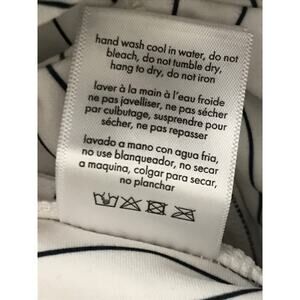 hand wash cool in water, do not
bleach, do not tumble dry,
hang to dry, do not iron
laver à la main à l'eau froide
ne pas javelliser, ne pas séché
par culbutage, suspendre pour
sécher, ne pas repasser
lavado a mano con agua fria,
no use blanqueador, no secar
a maquina, colgar para secar,
no planchar